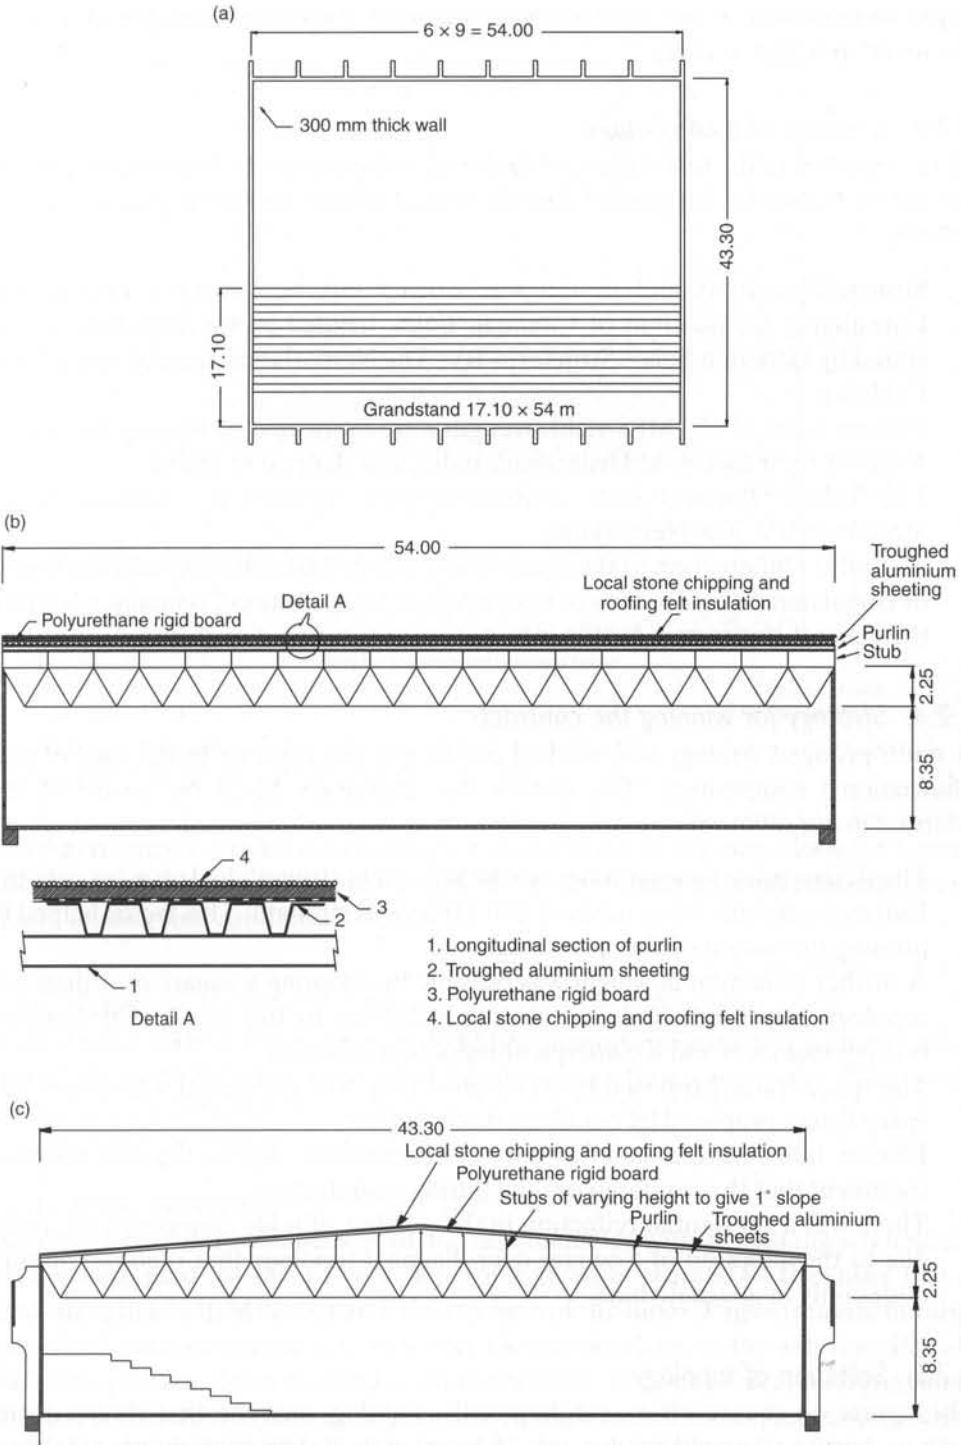 (a)
6 × 9 = 54.00
300 mm thick wall
43.30
17.10
Grandstand 17.10 × 54 m
(b)
54.00
Troughed
aluminium
sheeting
Local stone chipping and
roofing felt insulation
Detail A
Polyurethane rigid board
Purlin
Stub
2.25
8.35
4
3
2
1
Detail A
1. Longitudinal section of purlin
2. Troughed aluminium sheeting
3. Polyurethane rigid board
4. Local stone chipping and roofing felt insulation
(c)
43.30
Local stone chipping and roofing felt insulation
Polyurethane rigid board
Stubs of varying height to give 1° slope
Purlin
Troughed aluminium
sheets
2.25
8.35